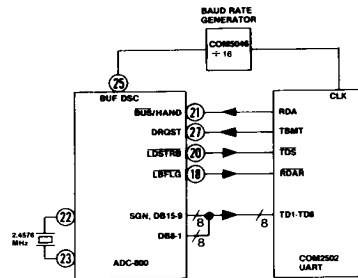 BAUD RATE
GENERATOR
COM5046
÷ 16
25
BUF DSC
CLK
BUS/HAND 21 RDA
DRQST 27 TBMT
LDSTRB 20 TDS
LBFLG 18 RDAR
22
SGN, DB15-9 8 8 TD1-TD8
2.4576
MHz
DB8-1 8
23
ADC-800
COM2502
UART